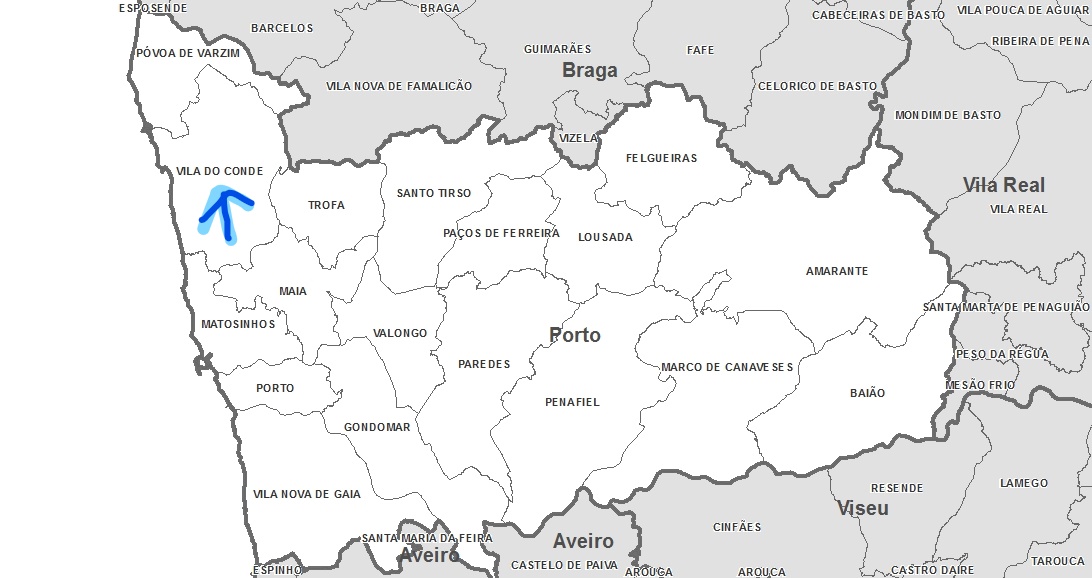 ESPOSENDE
BRAGA
CABECEIRAS DE BASTO
VILA POUCA DE AGUIAR
BARCELOS
RIBEIRA DE PENA
PÓVOA DE VARZIM
GUIMARÃES
FAFE
Braga
VILA NOVA DE FAMALICÃO
CELORICO DE BASTO
MONDIM DE BASTO
VIZELA
FELGUEIRAS
VILA DO CONDE
Vila Real
SANTO TIRSO
TROFA
VILA REAL
PAÇOS DE FERREIRA
LOUSADA
AMARANTE
MAIA
SANTA MARTA DE PENAGUIÃO
MATOSINHOS
VALONGO
Porto
PESO DA RÉGUA
PAREDES
MARCO DE CANAVESES
MESÃO FRIO
PORTO
BAIÃO
PENAFIEL
GONDOMAR
LAMEGO
RESENDE
VILA NOVA DE GAIA
Viseu
CINFÃES
SANTA MARIA DA FEIRA
Aveiro
Aveiro
TAROUCA
CASTELO DE PAIVA
ESPINHO
AROUCA
AROUCA
CASTRO DAIRE